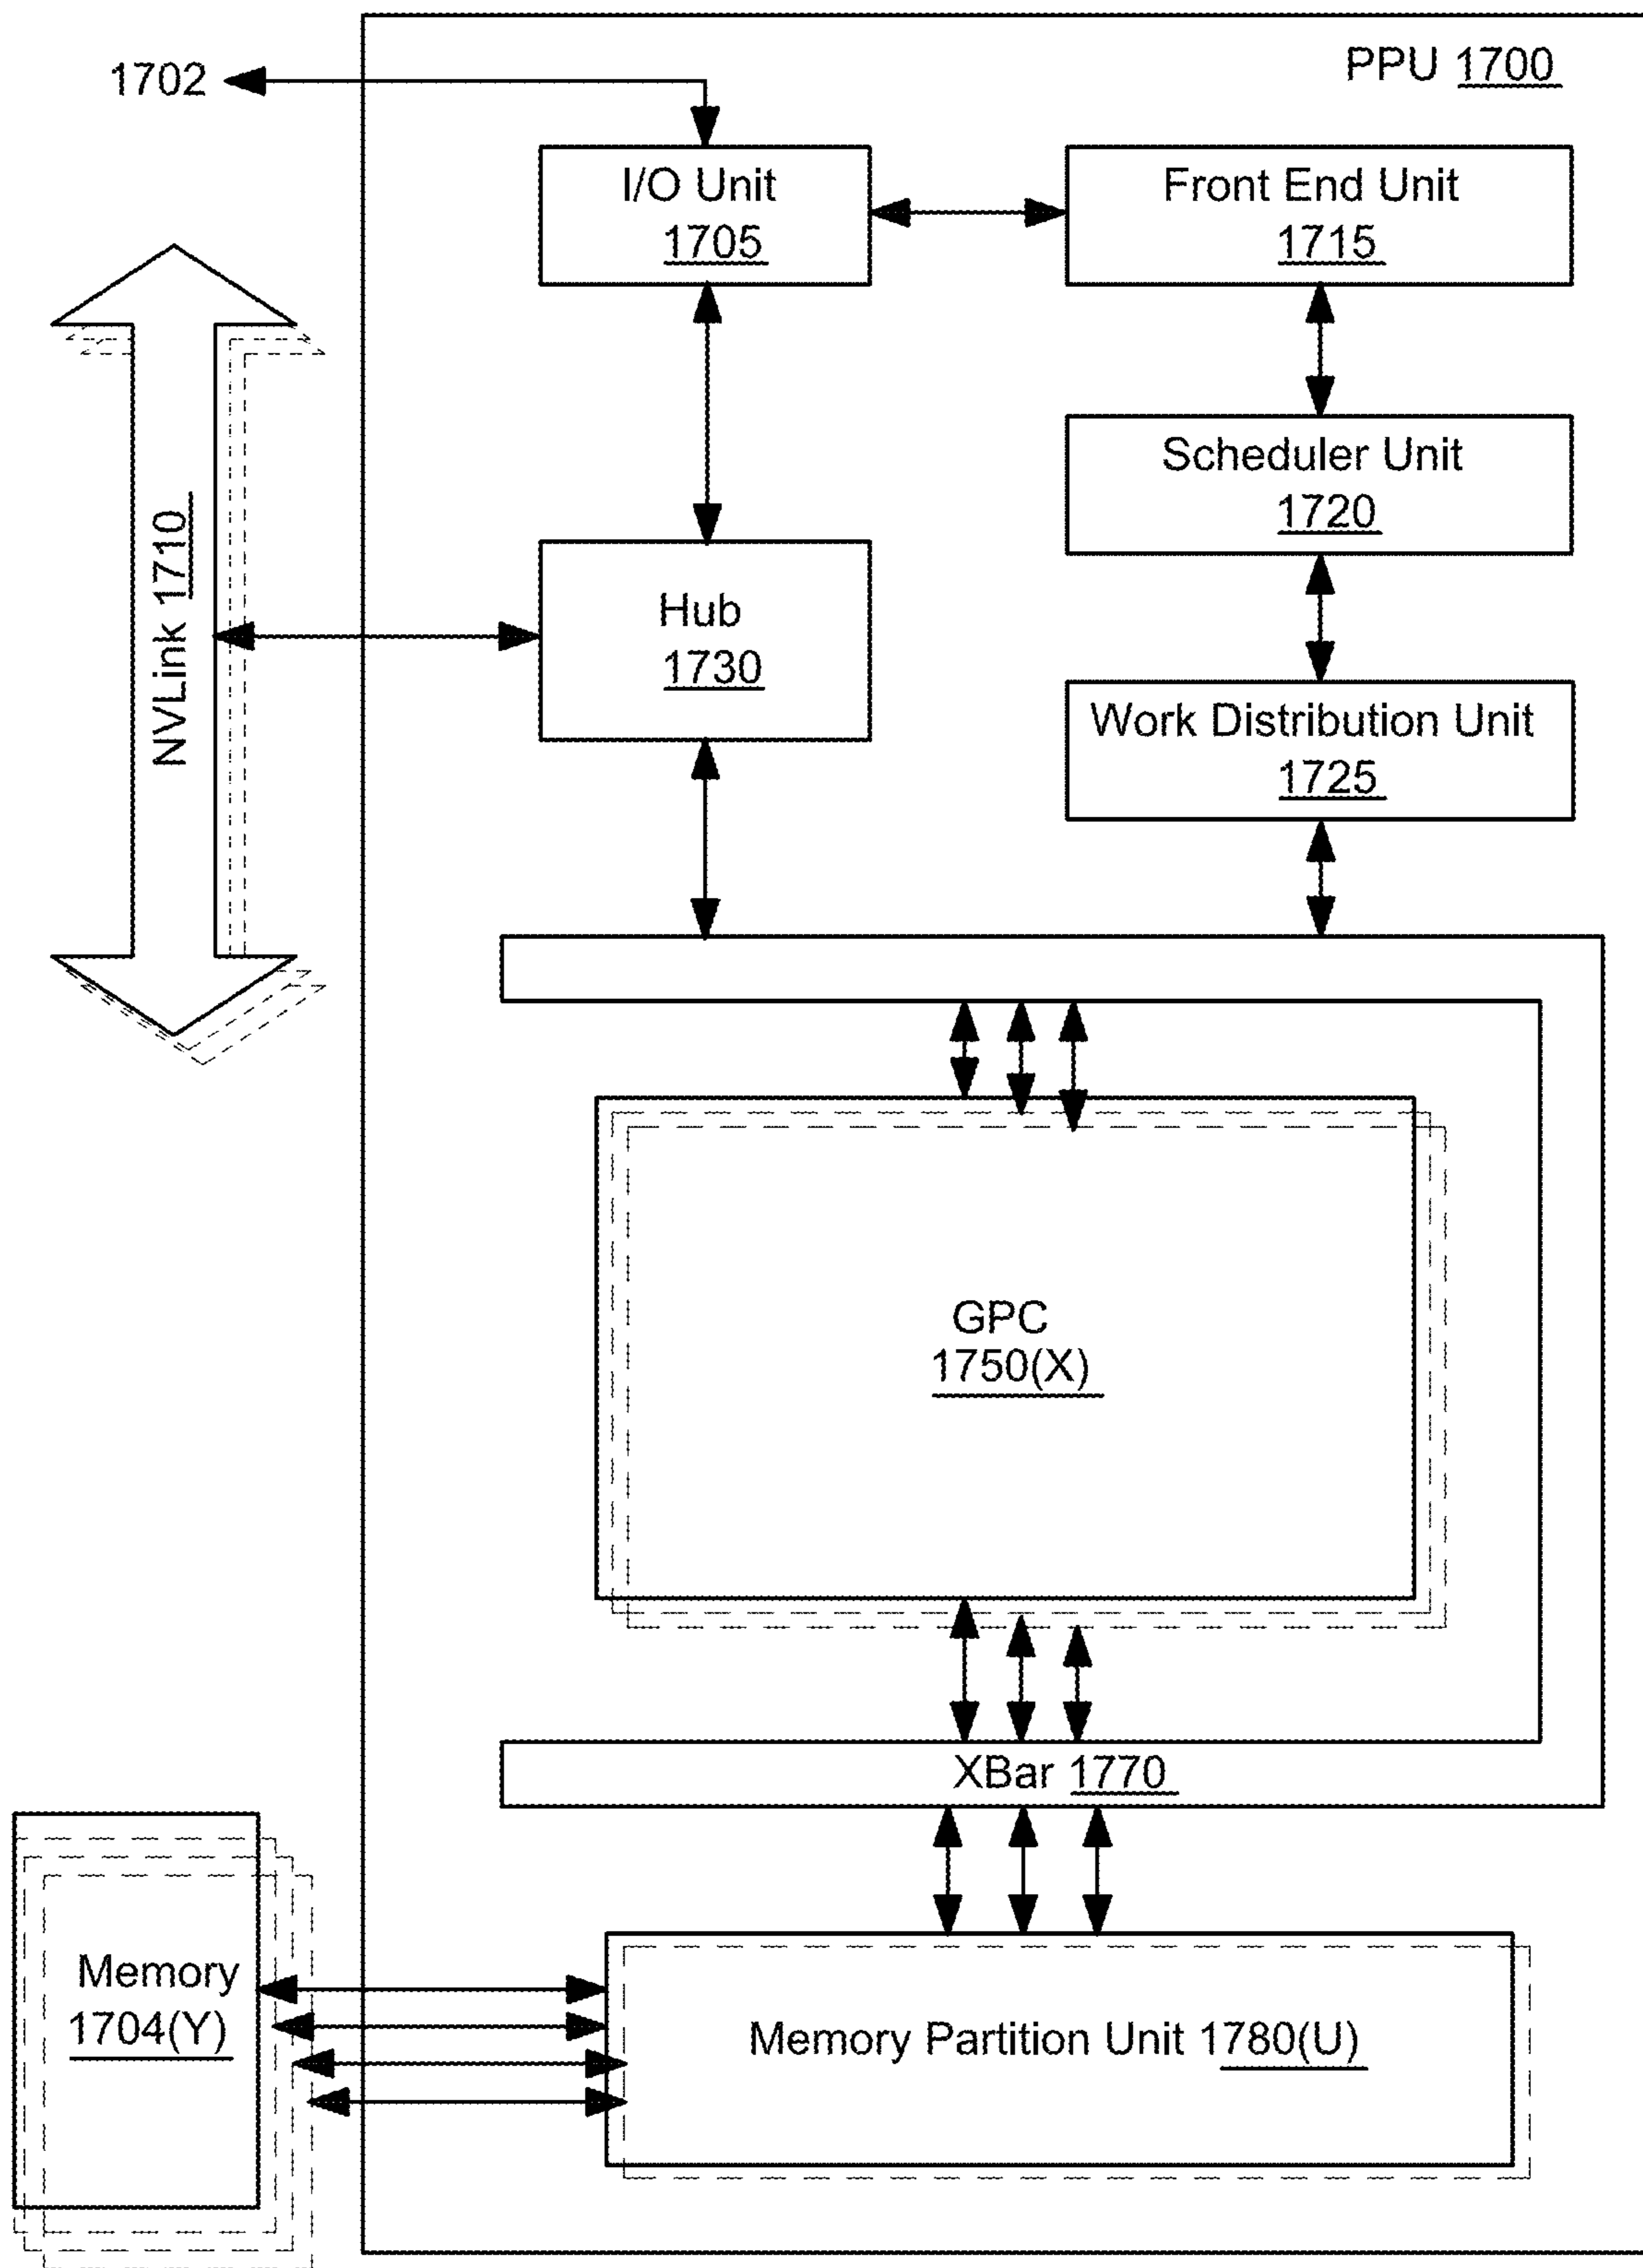 PPU 1700
1702
I/O Unit
1705
Front End Unit
1715
Scheduler Unit
1720
NVLink 1710
Hub
1730
Work Distribution Unit
1725
GPC
1750(X)
XBar 1770
Memory
1704(Y)
Memory Partition Unit 1780(U)